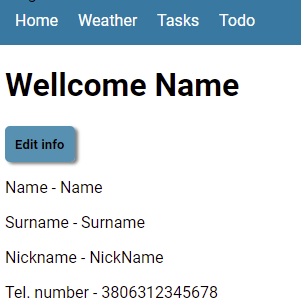 Home Weather Tasks Todo
Wellcome Name
Edit info
Name - Name
Surname - Surname
Nickname - NickName
Tel. number - 3806312345678